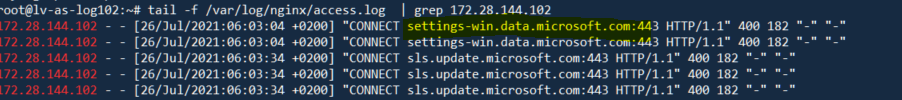 root@lv-as-log102:~# tail -f /var/log/nginx/access.log | grep 172.28.144.102
172.28.144.102 - - [26/Jul/2021:06:03:04 +0200] "CONNECT settings-win.data.microsoft.com:443 HTTP/1.1" 400 182 "-" "-"
172.28.144.102 - - [26/Jul/2021:06:03:04 +0200] "CONNECT settings-win.data.microsoft.com:443 HTTP/1.1" 400 182 "-" "-"
172.28.144.102 - - [26/Jul/2021:06:03:34 +0200] "CONNECT sls.update.microsoft.com:443 HTTP/1.1" 400 182 "-" "-"
172.28.144.102 - - [26/Jul/2021:06:03:34 +0200] "CONNECT sls.update.microsoft.com:443 HTTP/1.1" 400 182 "-" "-"
172.28.144.102 - - [26/Jul/2021:06:03:34 +0200] "CONNECT sls.update.microsoft.com:443 HTTP/1.1" 400 182 "-" "-"